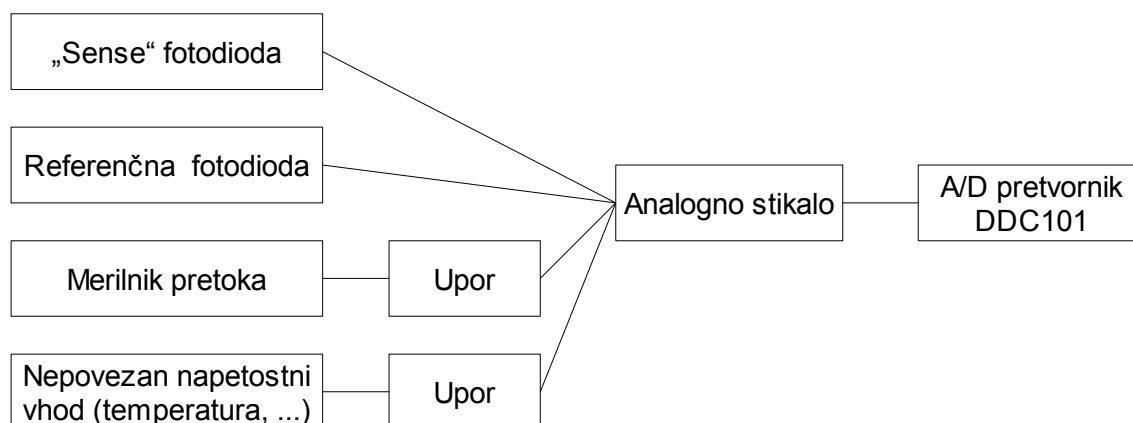 „Sense“ fotodioda
Referenčna fotodioda
Merilnik pretoka
Upor
Nepovezan napetostni
vhod (temperatura, ...)
Upor
Analogno stikalo
A/D pretvornik
DDC101